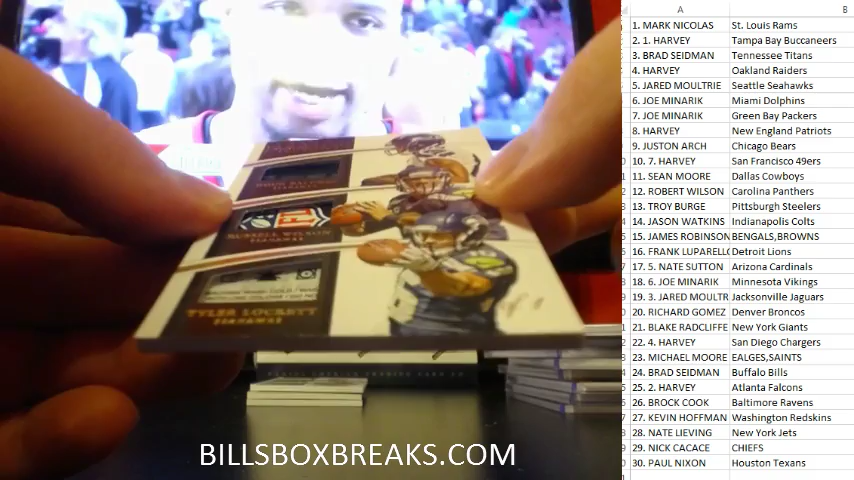 A B
1. MARK NICOLAS St. Louis Rams
2. 1. HARVEY Tampa Bay Buccaneers
3. BRAD SEIDMAN Tennessee Titans
4. HARVEY Oakland Raiders
5. JARED MOULTRIE Seattle Seahawks
6. JOE MINARIK Miami Dolphins
7. JOE MINARIK Green Bay Packers
8. HARVEY New England Patriots
9. JUSTON ARCH Chicago Bears
10. 7. HARVEY San Francisco 49ers
11. SEAN MOORE Dallas Cowboys
12. ROBERT WILSON Carolina Panthers
13. TROY BURGE Pittsburgh Steelers
14. JASON WATKINS Indianapolis Colts
15. JAMES ROBINSON BENGALS,BROWNS
16. FRANK LUPARELLO Detroit Lions
17. 5. NATE SUTTON Arizona Cardinals
18. 6. JOE MINARIK Minnesota Vikings
19. 3. JARED MOULTR Jacksonville Jaguars
20. RICHARD GOMEZ Denver Broncos
21. BLAKE RADCLIFFE New York Giants
22. 4. HARVEY San Diego Chargers
23. MICHAEL MOORE EALGES,SAINTS
24. BRAD SEIDMAN Buffalo Bills
25. 2. HARVEY Atlanta Falcons
26. BROCK COOK Baltimore Ravens
27. KEVIN HOFFMAN Washington Redskins
28. NATE LIEVING New York Jets
29. NICK CACACE CHIEFS
30. PAUL NIXON Houston Texans
RUSSELL WILSON
SEAHAWKS
TYLER LOCKETT
SEAHAWKS
BILLSBOXBREAKS.COM